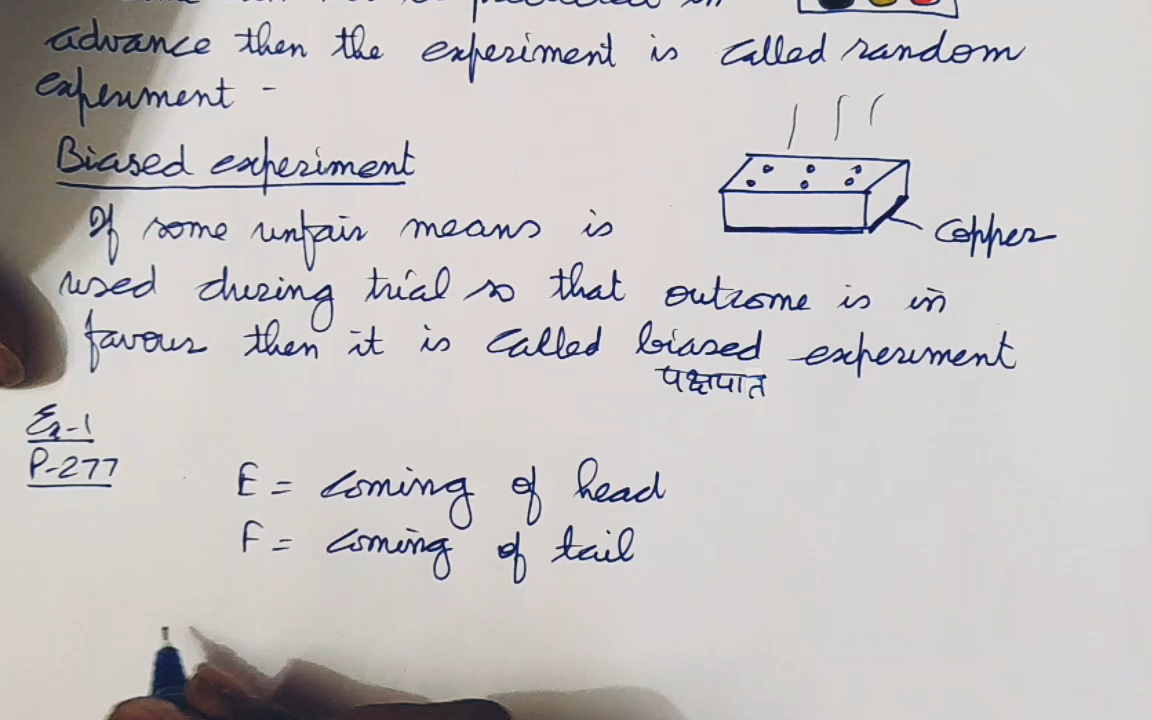 advance then the experiment is called random
experiment -
Biased experiment
If some unfair means is
Copper
used during trial so that outcome is in
favour then it is called biased experiment
पक्षपात
Ex-1
P-277
E = coming of head
F = coming of tail